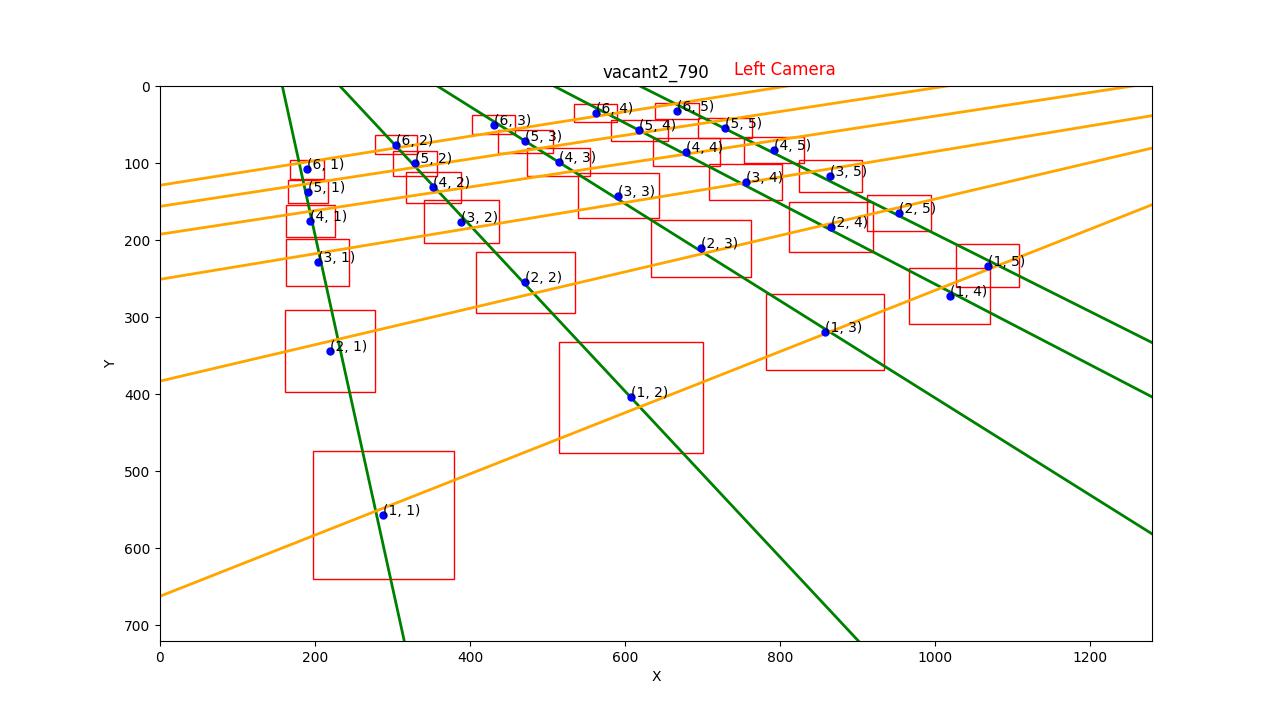 vacant2_790 Left Camera
0
(6, 4) (6, 5)
(6, 3) (5, 4) (5, 5)
(6, 2) (5, 3) (4, 4) (4, 5)
100
(6, 1) (5, 2) (4, 3) (3, 5)
(5, 1) (4, 2) (3, 3) (3, 4)
200
(4, 1) (3, 2) (2, 4) (2, 5)
(3, 1) (2, 2) (2, 3) (1, 5)
(1, 4)
300
(2, 1) (1, 3)
Y
400
(1, 2)
500
(1, 1)
600
700
0 200 400 600 800 1000 1200
X